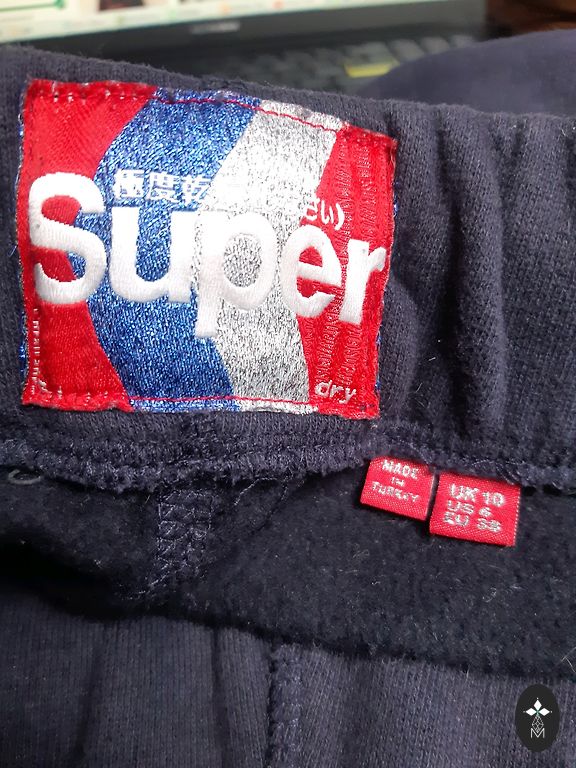 極度乾
さい)
Super
dry
MADE
IN
TURKEY
UK 10
US 6
EU 38
M